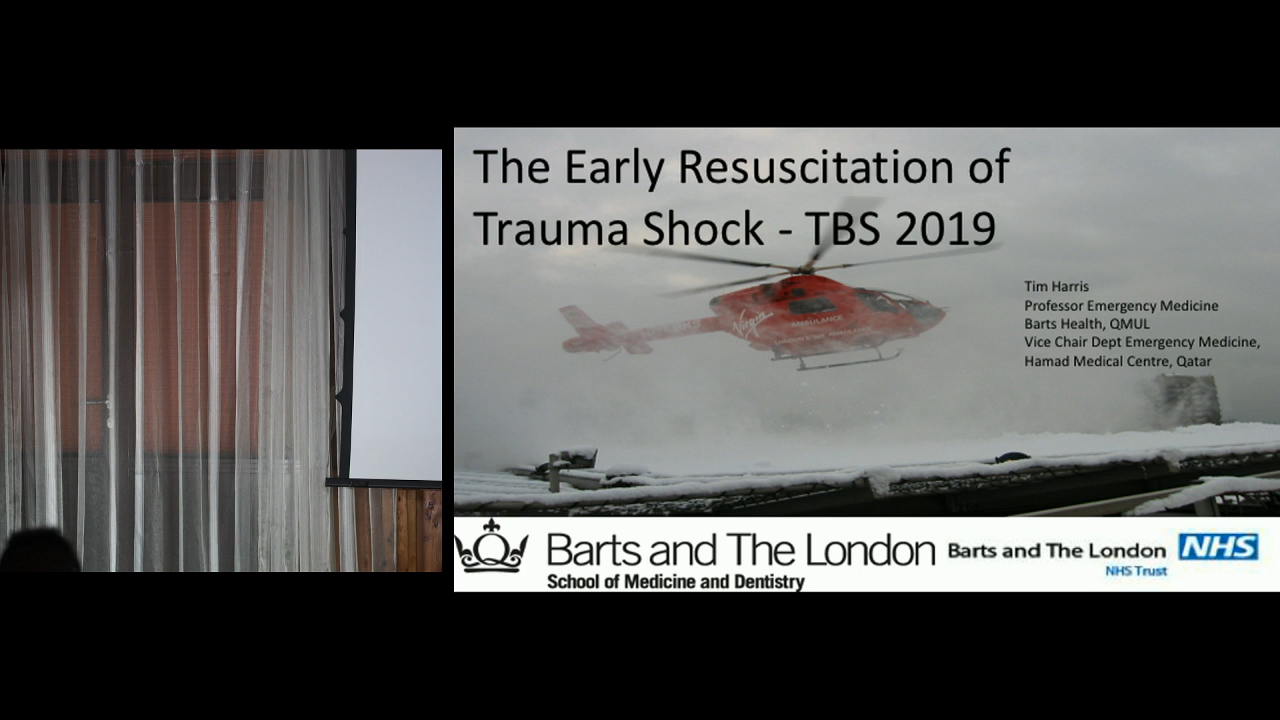 The Early Resuscitation of
Trauma Shock - TBS 2019
Tim Harris
Professor Emergency Medicine
Barts Health, QMUL
Vice Chair Dept Emergency Medicine,
Hamad Medical Centre, Qatar
Virgin
AMBULANCE
Barts and The London
School of Medicine and Dentistry
Barts and The London
NHS
NHS Trust